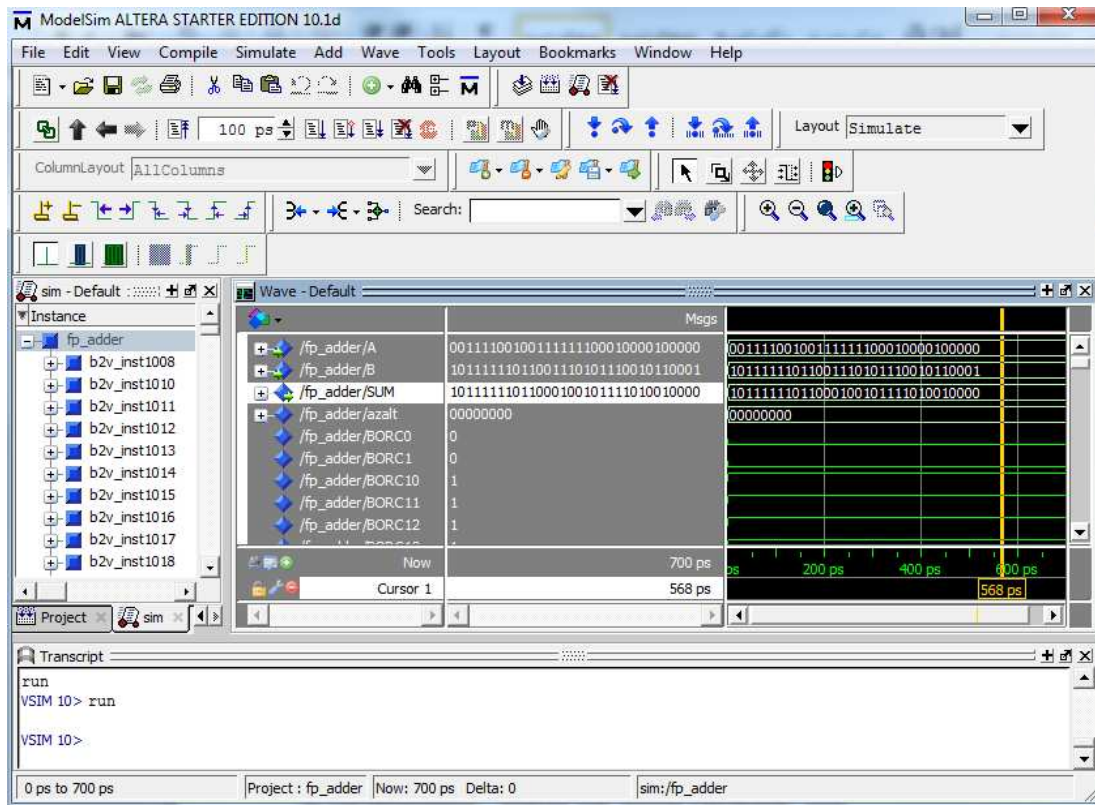 ModelSim ALTERA STARTER EDITION 10.1d
File Edit View Compile Simulate Add Wave Tools Layout Bookmarks Window Help
100 ps
Layout Simulate
ColumnLayout AllColumns
Search:
sim - Default
Wave - Default
Instance
Msgs
fp_adder
b2v_inst1008
b2v_inst1010
b2v_inst1011
b2v_inst1012
b2v_inst1013
b2v_inst1014
b2v_inst1015
b2v_inst1016
b2v_inst1017
b2v_inst1018
/fp_adder/A 00111100100111111100010000100000 00111100100111111100010000100000
/fp_adder/B 10111111011001110101110010110001 10111111011001110101110010110001
/fp_adder/SUM 10111111011000100101111010010000 10111111011000100101111010010000
/fp_adder/azalt 00000000 00000000
/fp_adder/BORC0 0
/fp_adder/BORC1 0
/fp_adder/BORC10 1
/fp_adder/BORC11 1
/fp_adder/BORC12 1
Now 700 ps
ps 200 ps 400 ps 600 ps
Cursor 1 568 ps
568 ps
Project sim
Transcript
run
VSIM 10> run
VSIM 10>
0 ps to 700 ps Project : fp_adder Now: 700 ps Delta: 0 sim:/fp_adder